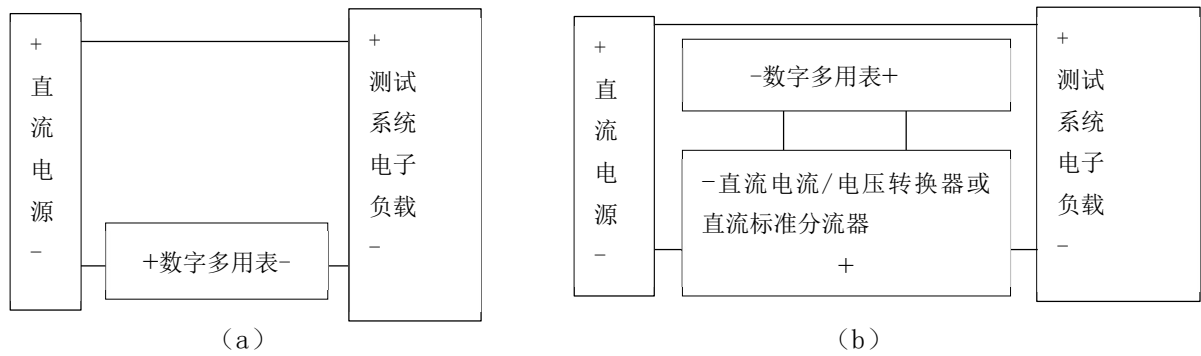 +
直
流
电
源
−
+
测试
系统
电子
负载
−
+数字多用表−
(a)
+
直
流
电
源
−
−数字多用表+
−直流电流/电压转换器或
直流标准分流器
+
+
测试
系统
电子
负载
−
(b)